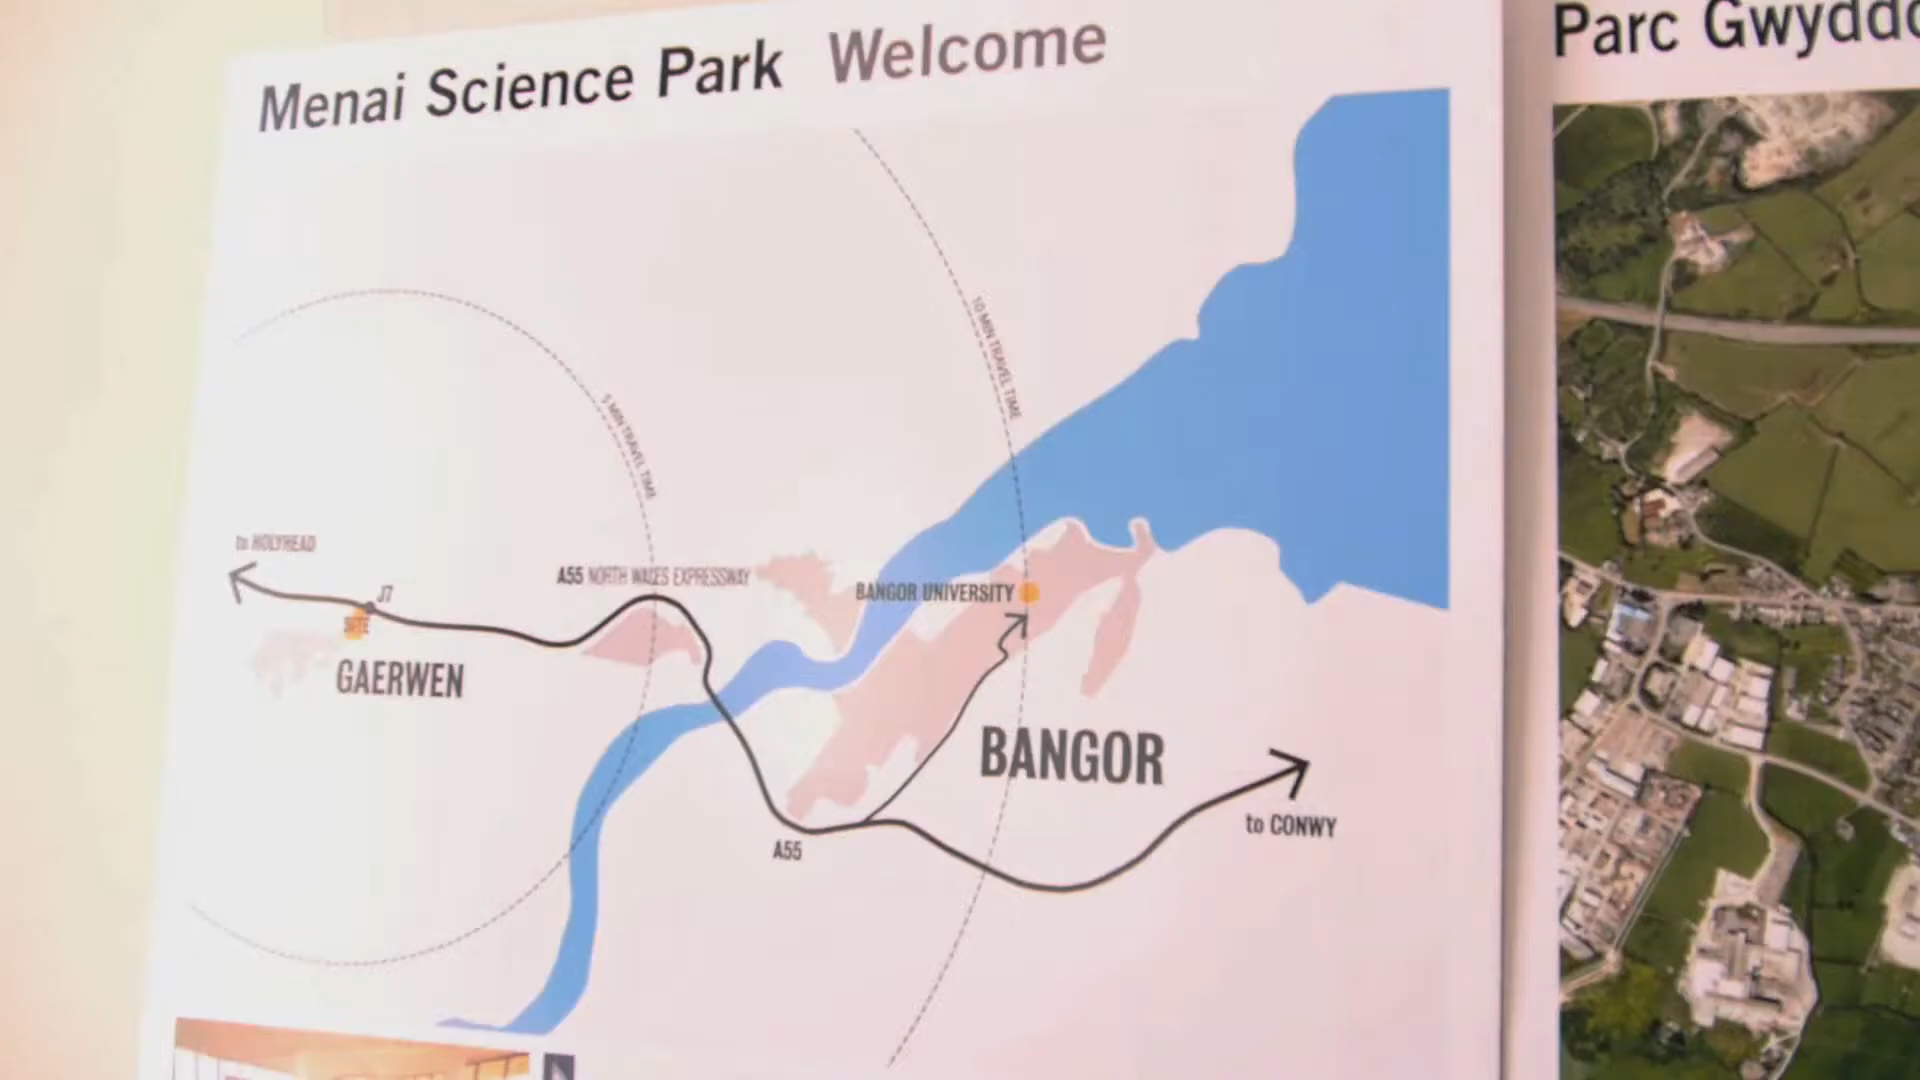 Menai Science Park Welcome
Parc Gwyddo
10 MIN TRAVEL TIME
5 MIN TRAVEL TIME
to HOLYHEAD
J7
SITE
A55 NORTH WALES EXPRESSWAY
BANGOR UNIVERSITY
GAERWEN
BANGOR
to CONWY
A55